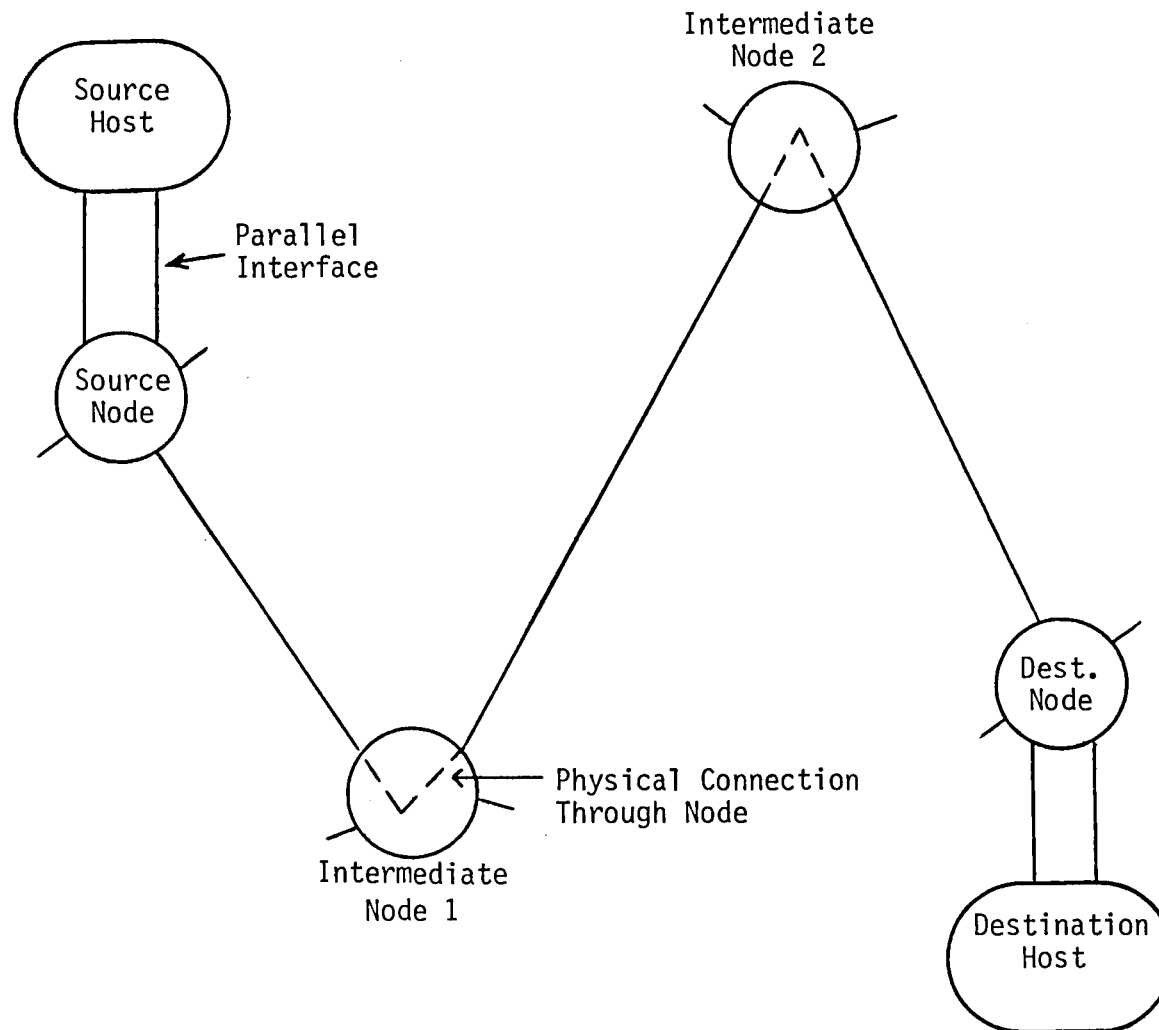 Intermediate
Node 2
Source
Host
Parallel
Interface
Source
Node
Dest.
Node
Physical Connection
Through Node
Intermediate
Node 1
Destination
Host